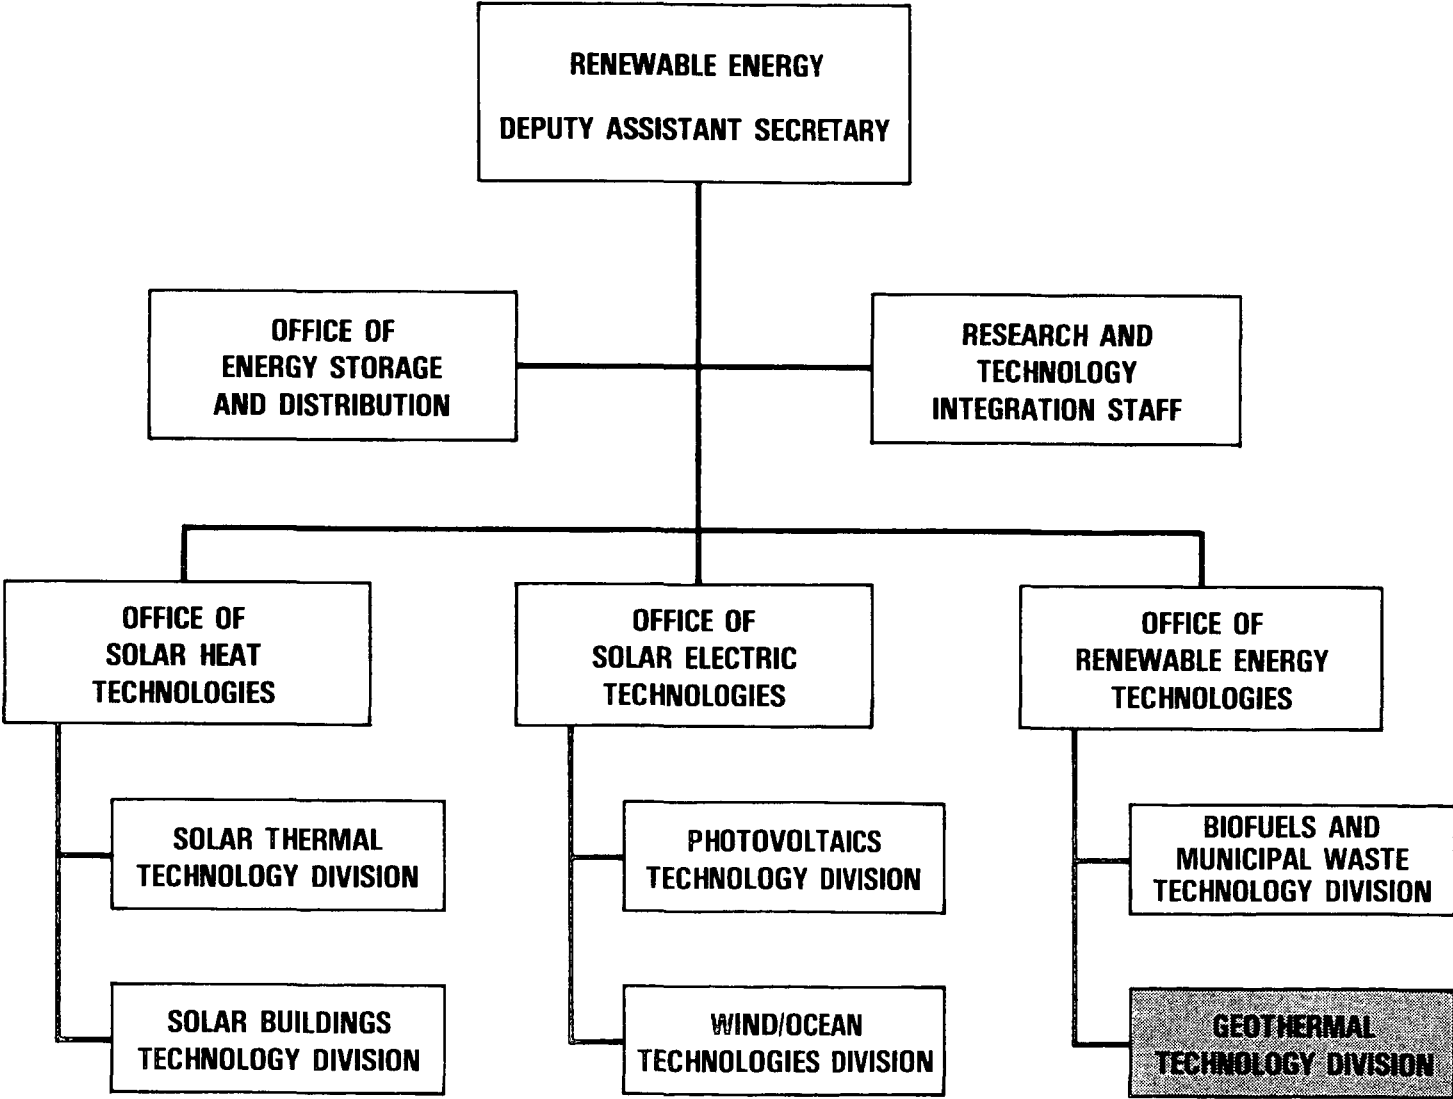 RENEWABLE ENERGY
DEPUTY ASSISTANT SECRETARY
OFFICE OF
ENERGY STORAGE
AND DISTRIBUTION
RESEARCH AND
TECHNOLOGY
INTEGRATION STAFF
OFFICE OF
SOLAR HEAT
TECHNOLOGIES
OFFICE OF
SOLAR ELECTRIC
TECHNOLOGIES
OFFICE OF
RENEWABLE ENERGY
TECHNOLOGIES
SOLAR THERMAL
TECHNOLOGY DIVISION
PHOTOVOLTAICS
TECHNOLOGY DIVISION
BIOFUELS AND
MUNICIPAL WASTE
TECHNOLOGY DIVISION
SOLAR BUILDINGS
TECHNOLOGY DIVISION
WIND/OCEAN
TECHNOLOGIES DIVISION
GEOTHERMAL
TECHNOLOGY DIVISION